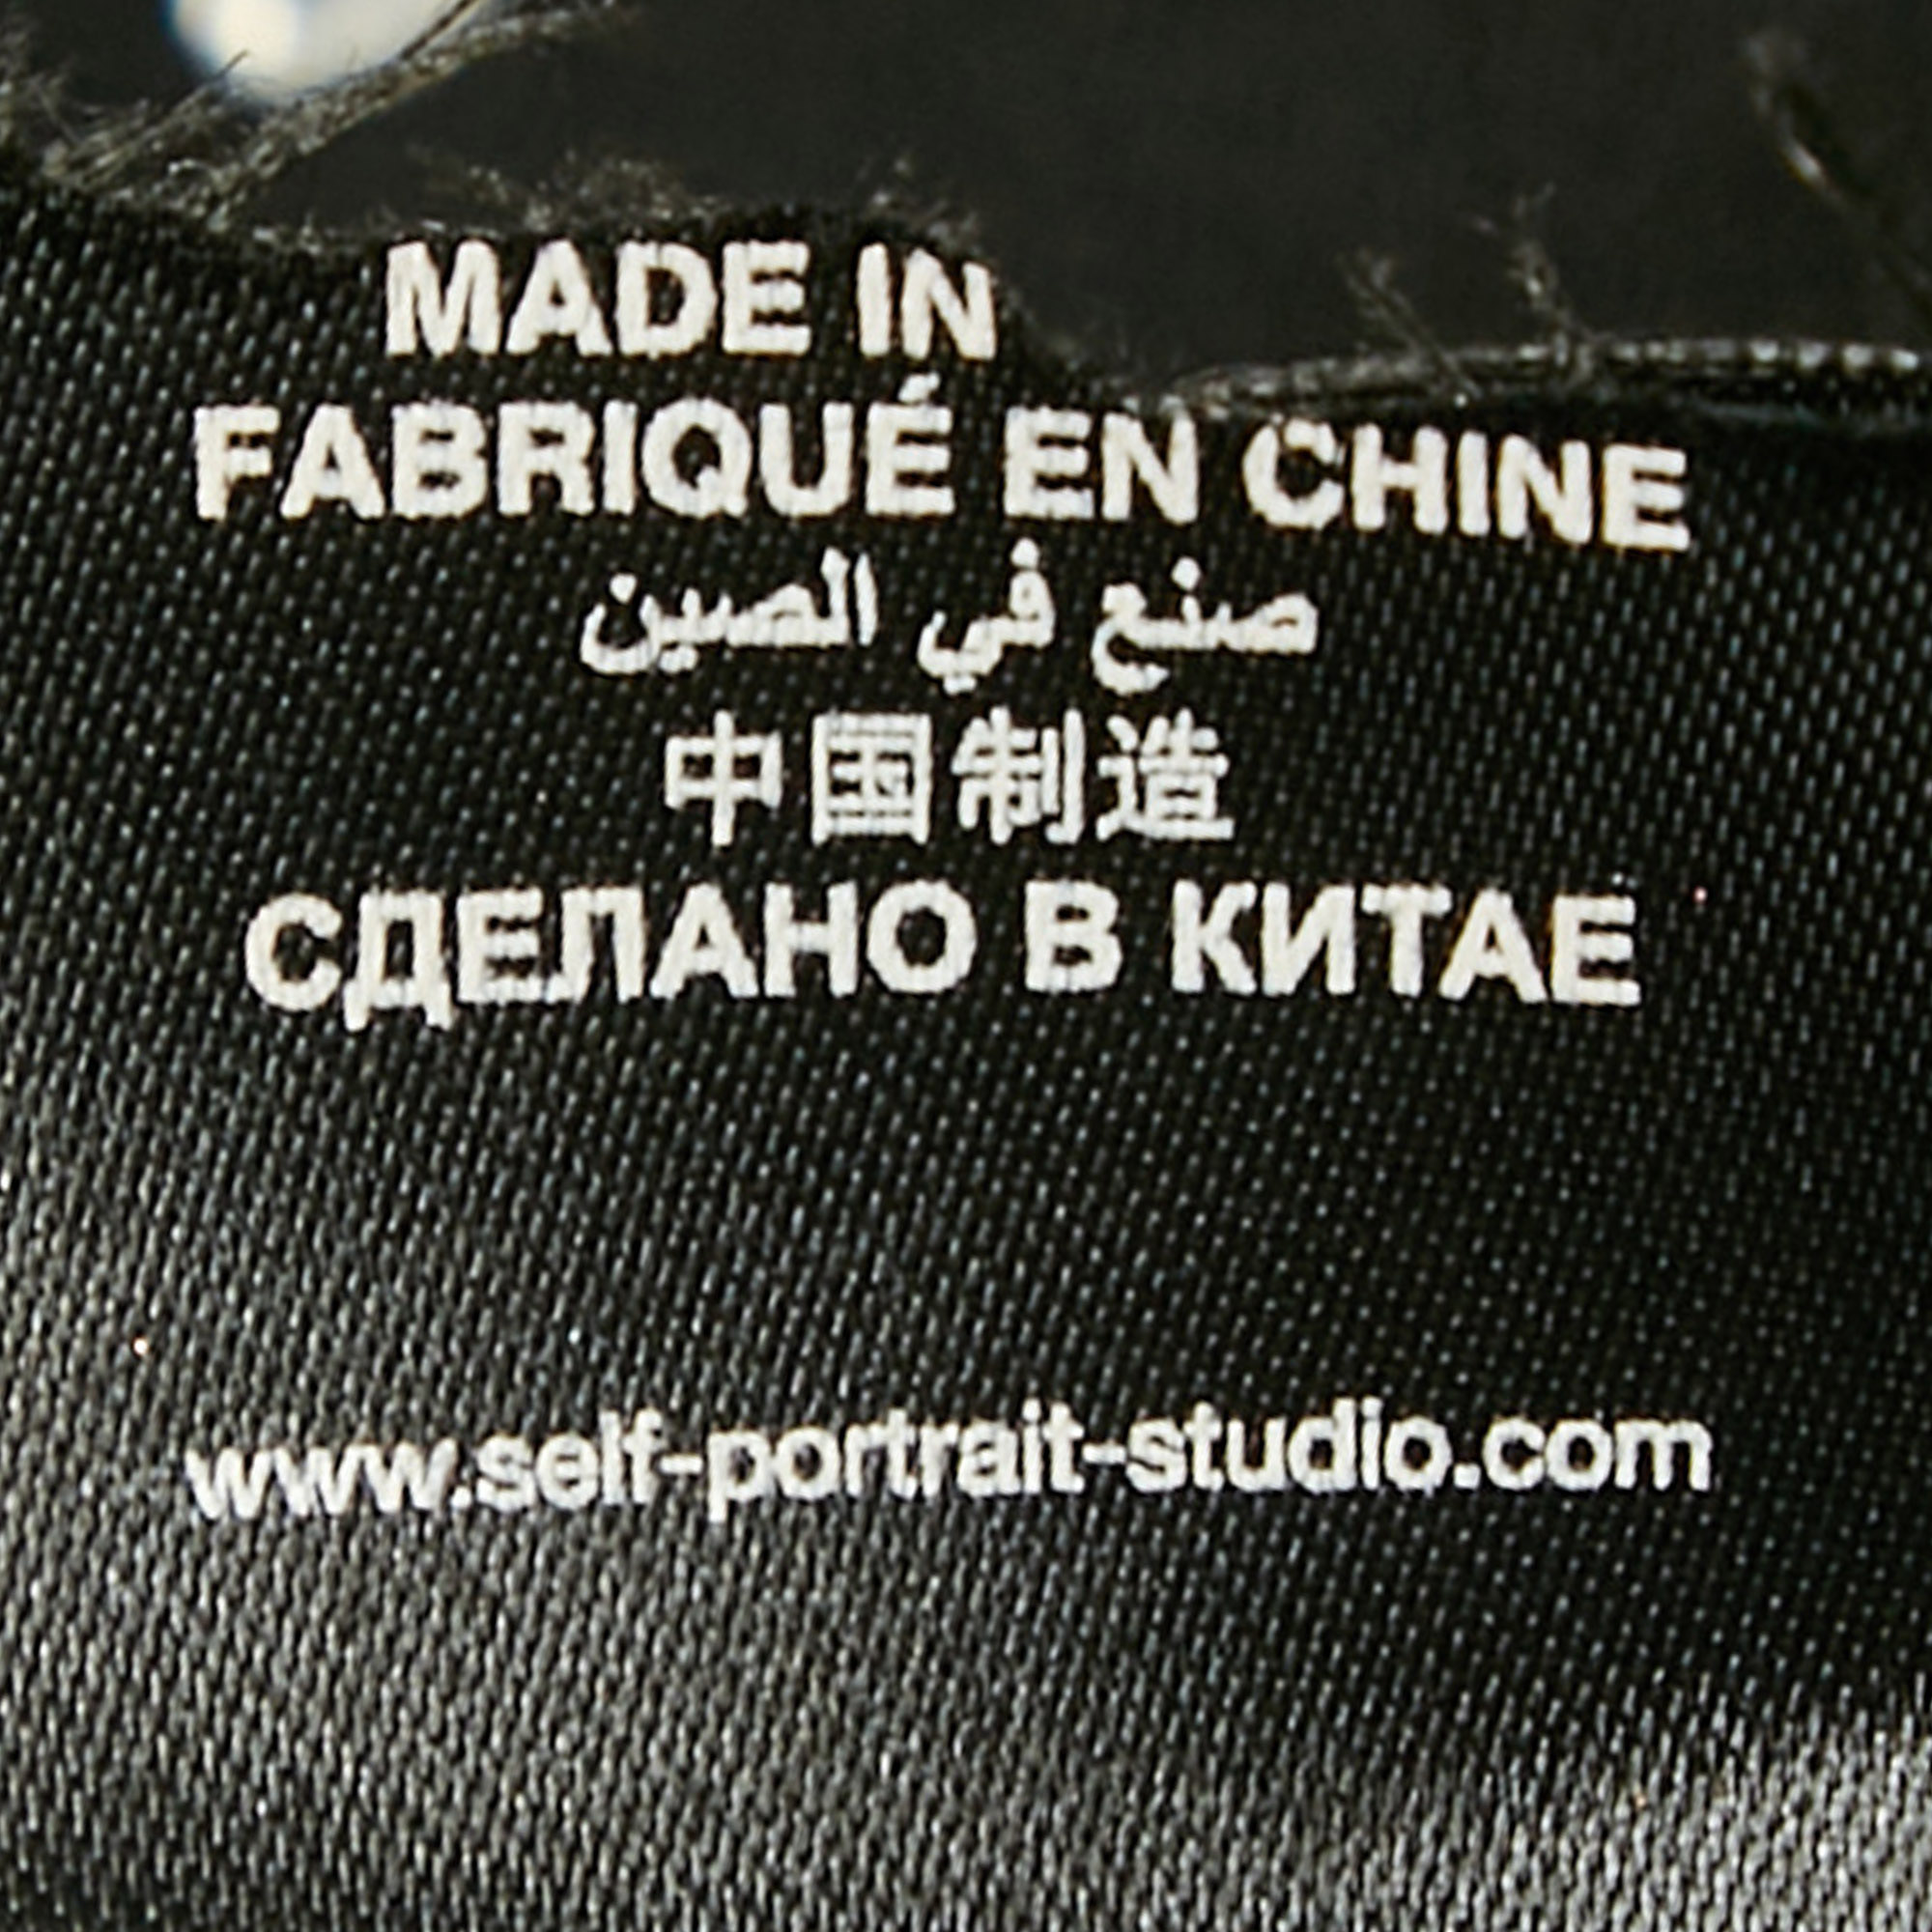 MADE IN
FABRIQUÉ EN CHINE
صنع في الصين
中国制造
СДЕЛАНО В КИТАЕ
www.self-portrait-studio.com